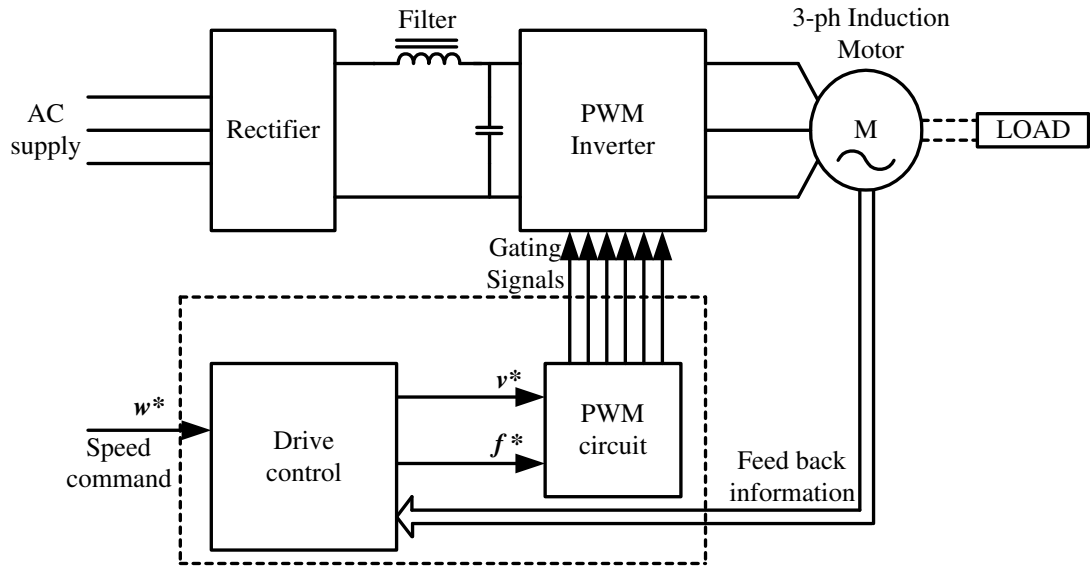 Filter
3-ph Induction
Motor
AC
supply
Rectifier
PWM
Inverter
M
LOAD
Gating
Signals
w*
Speed
command
Drive
control
v*
f*
PWM
circuit
Feed back
information